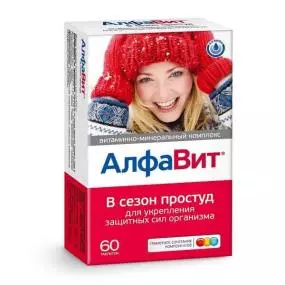 витаминно-минеральный комплекс
АлфаВит®
В сезон простуд
для укрепления
защитных сил организма
60
таблеток